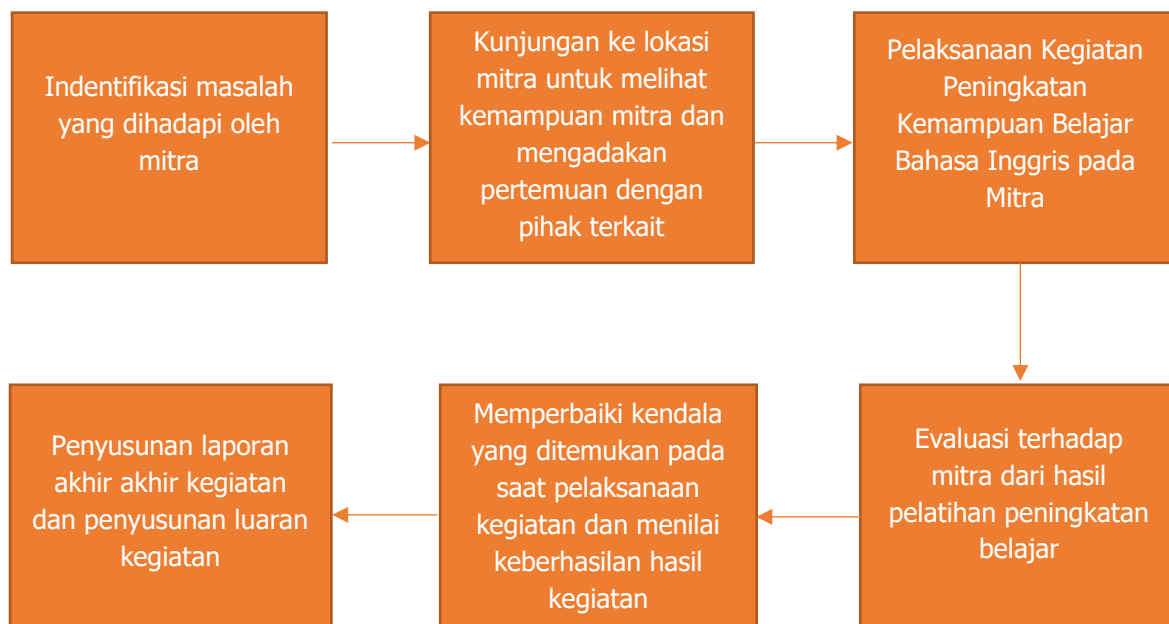 Indentifikasi masalah
yang dihadapi oleh
mitra
Kunjungan ke lokasi
mitra untuk melihat
kemampuan mitra dan
mengadakan
pertemuan dengan
pihak terkait
Pelaksanaan Kegiatan
Peningkatan
Kemampuan Belajar
Bahasa Inggris pada
Mitra
Evaluasi terhadap
mitra dari hasil
pelatihan peningkatan
belajar
Memperbaiki kendala
yang ditemukan pada
saat pelaksanaan
kegiatan dan menilai
keberhasilan hasil
kegiatan
Penyusunan laporan
akhir akhir kegiatan
dan penyusunan luaran
kegiatan